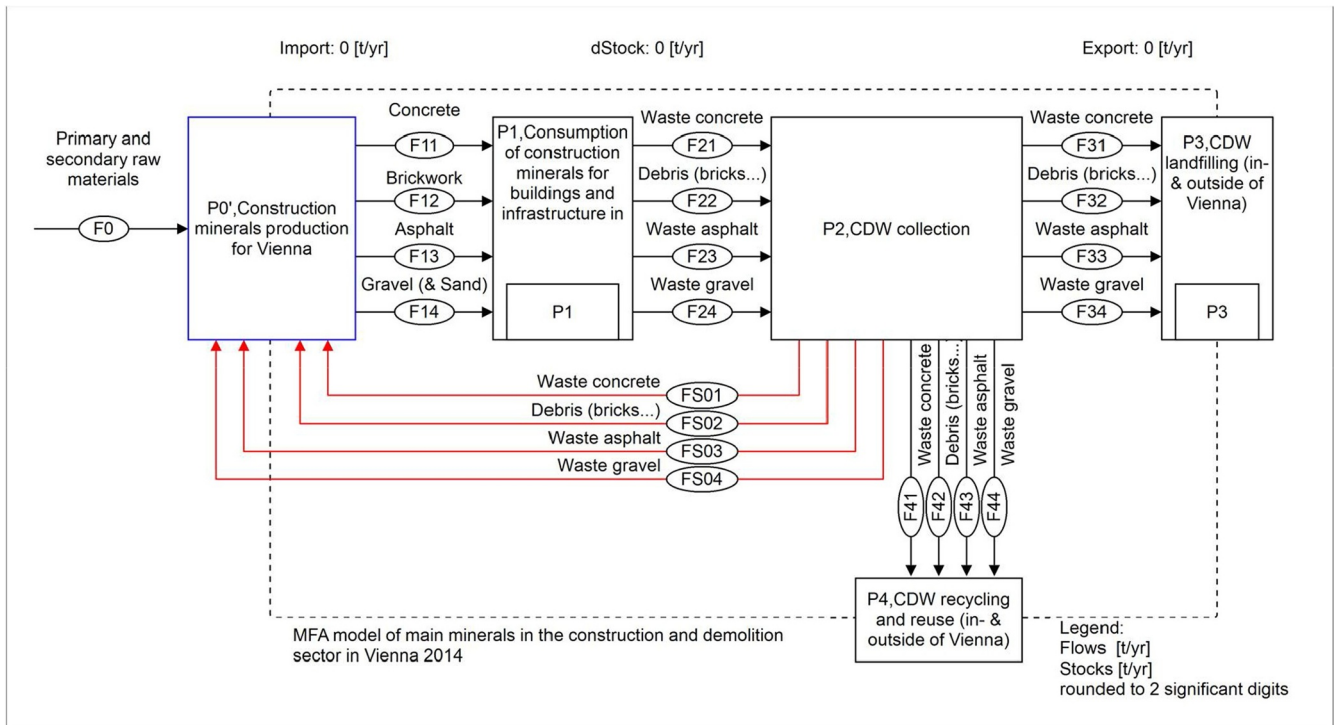 Import: 0 [t/yr]
dStock: 0 [t/yr]
Export: 0 [t/yr]
Primary and
secondary raw
materials
F0
P0',Construction
minerals production
for Vienna
Concrete
F11
Brickwork
F12
Asphalt
F13
Gravel (& Sand)
F14
P1,Consumption
of construction
minerals for
buildings and
infrastructure in
P1
Waste concrete
F21
Debris (bricks...)
F22
Waste asphalt
F23
Waste gravel
F24
P2,CDW collection
Waste concrete
F31
Debris (bricks...)
F32
Waste asphalt
F33
Waste gravel
F34
P3,CDW
landfilling (in-
& outside of
Vienna)
P3
Waste concrete
FS01
Debris (bricks...)
FS02
Waste asphalt
FS03
Waste gravel
FS04
Waste concrete
Debris (bricks...)
Waste asphalt
Waste gravel
F41
F42
F43
F44
P4,CDW recycling
and reuse (in- &
outside of Vienna)
MFA model of main minerals in the construction and demolition
sector in Vienna 2014
Legend:
Flows [t/yr]
Stocks [t/yr]
rounded to 2 significant digits